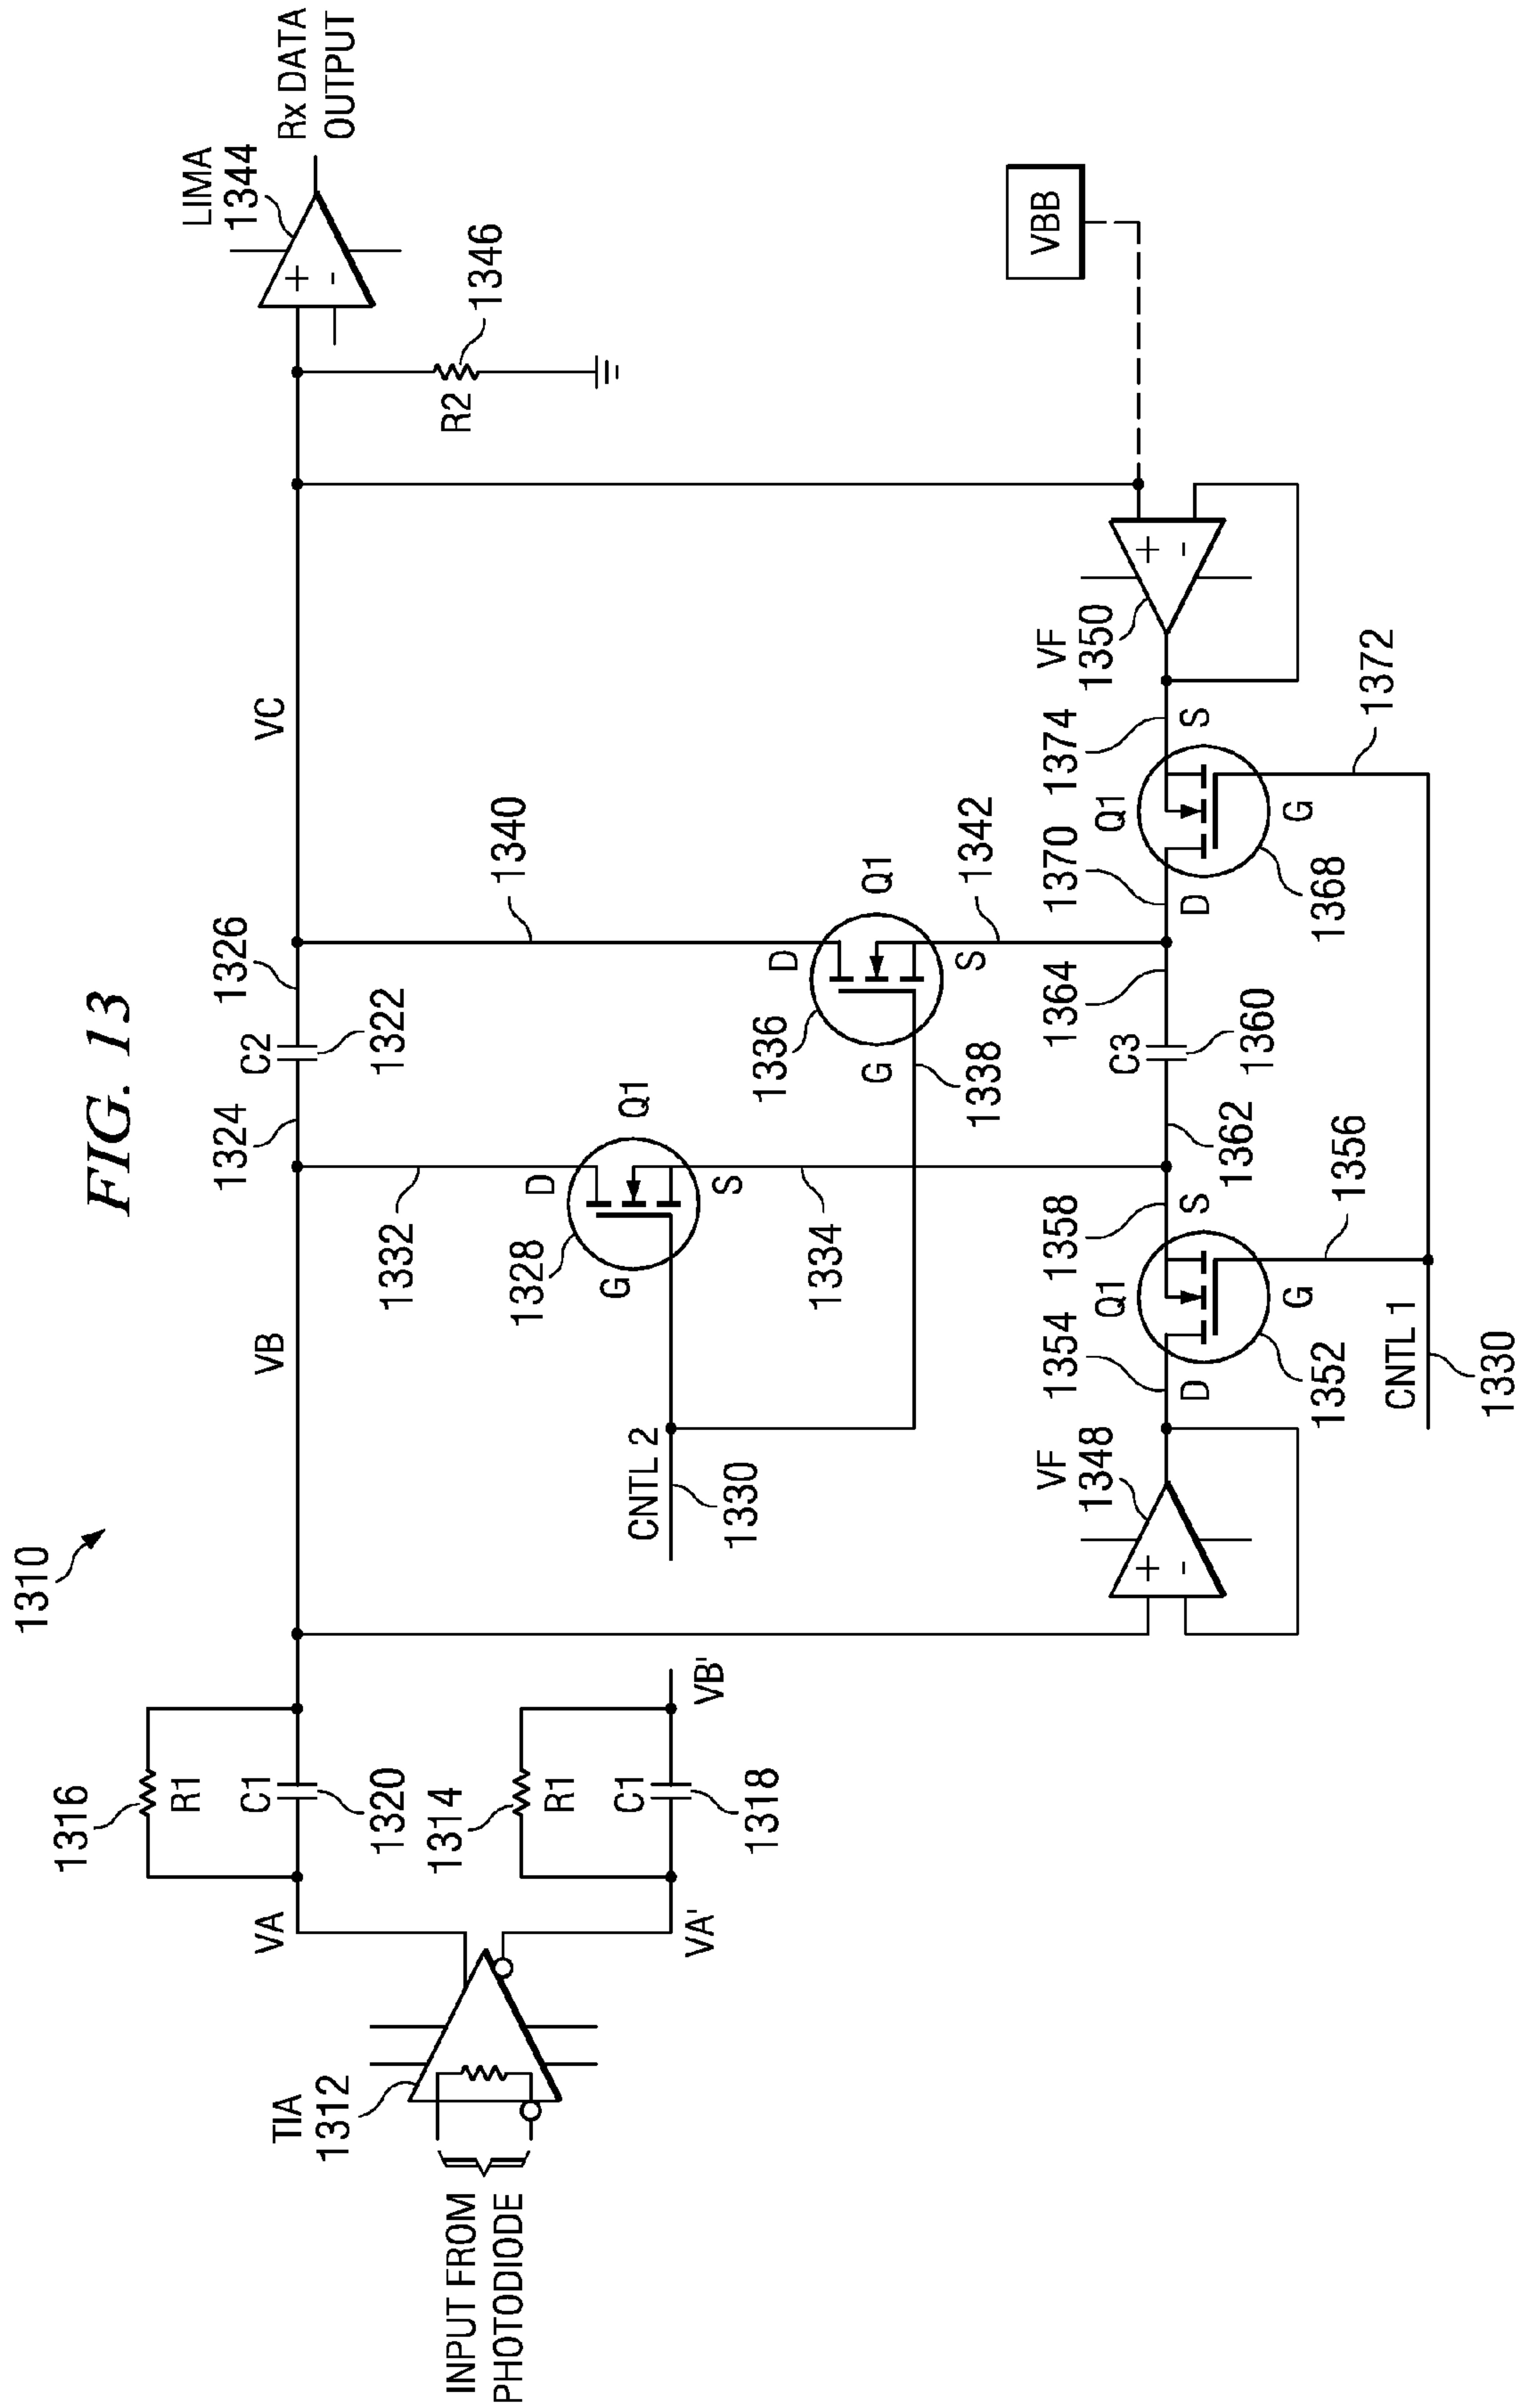 FIG. 13
1310
1316
R1
C1
1320
VA
TIA
1312
INPUT FROM
PHOTODIODE
1314
R1
C1
1318
VA'
VB'
VB
1324
C2
1322
1326
VC
LIMA
1344
+
-
Rx DATA
OUTPUT
R2
1346
1332
D
Q1
1328
G
S
1334
CNTL 2
1330
1340
D
Q1
1336
G
S
1338
1342
VBB
VF
1348
+
-
1354
D
Q1
1352
G
S
1358
1356
1362
C3
1360
1364
1370
D
Q1
1368
G
S
1374
1372
VF
1350
+
-
CNTL 1
1330